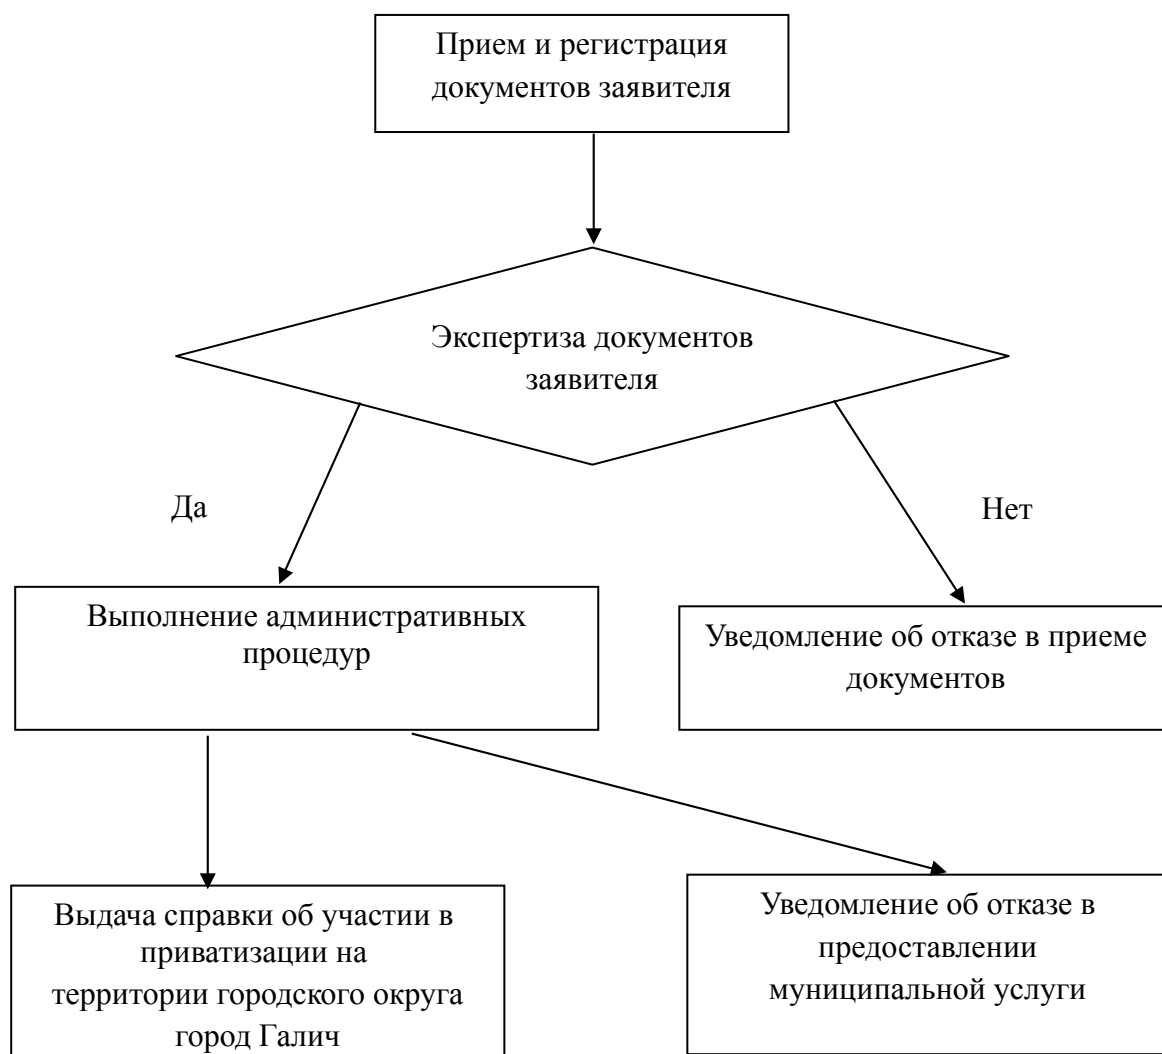 Прием и регистрация
документов заявителя
Экспертиза документов
заявителя
Да
Нет
Выполнение административных
процедур
Уведомление об отказе в приеме
документов
Выдача справки об участии в
приватизации на
территории городского округа
город Галич
Уведомление об отказе в
предоставлении
муниципальной услуги